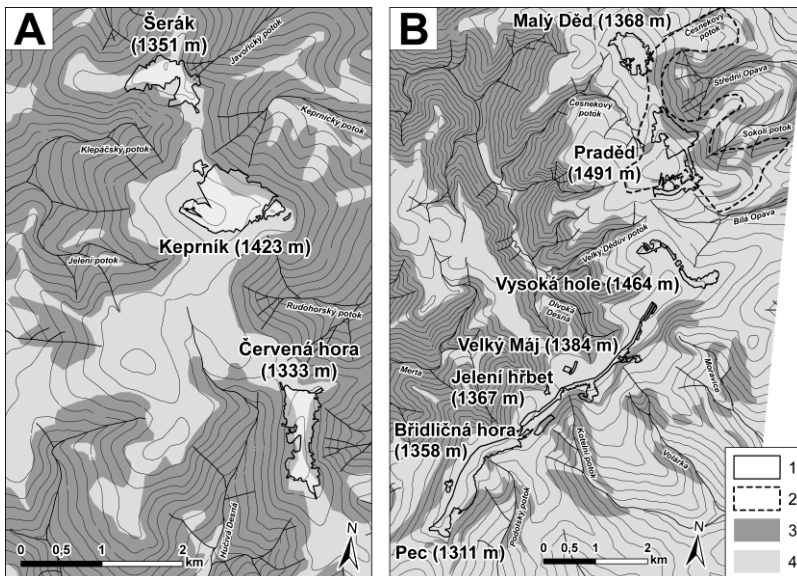 A
Šerák
(1351 m)
Javořický potok
Keprnický potok
Klepáčský potok
Keprník (1423 m)
Jelení potok
Rudohorský potok
Červená hora
(1333 m)
Hučivá Desná
0 0,5 1 2
km
N
B
Malý Děd (1368 m)
Česnekový
potok
Střední Opava
Česnekový
potok
Sokolí potok
Praděd
(1491 m)
Bílá Opava
Velký Dědův potok
Vysoká hole (1464 m)
Divoká
Desná
Velký Máj (1384 m)
Merta
Jelení hřbet
(1367 m)
Moravice
Břidličná hora
(1358 m)
Kotelní potok
Volárka
Podolský potok
Pec (1311 m)
0 0,5 1 2
km
N
1
2
3
4